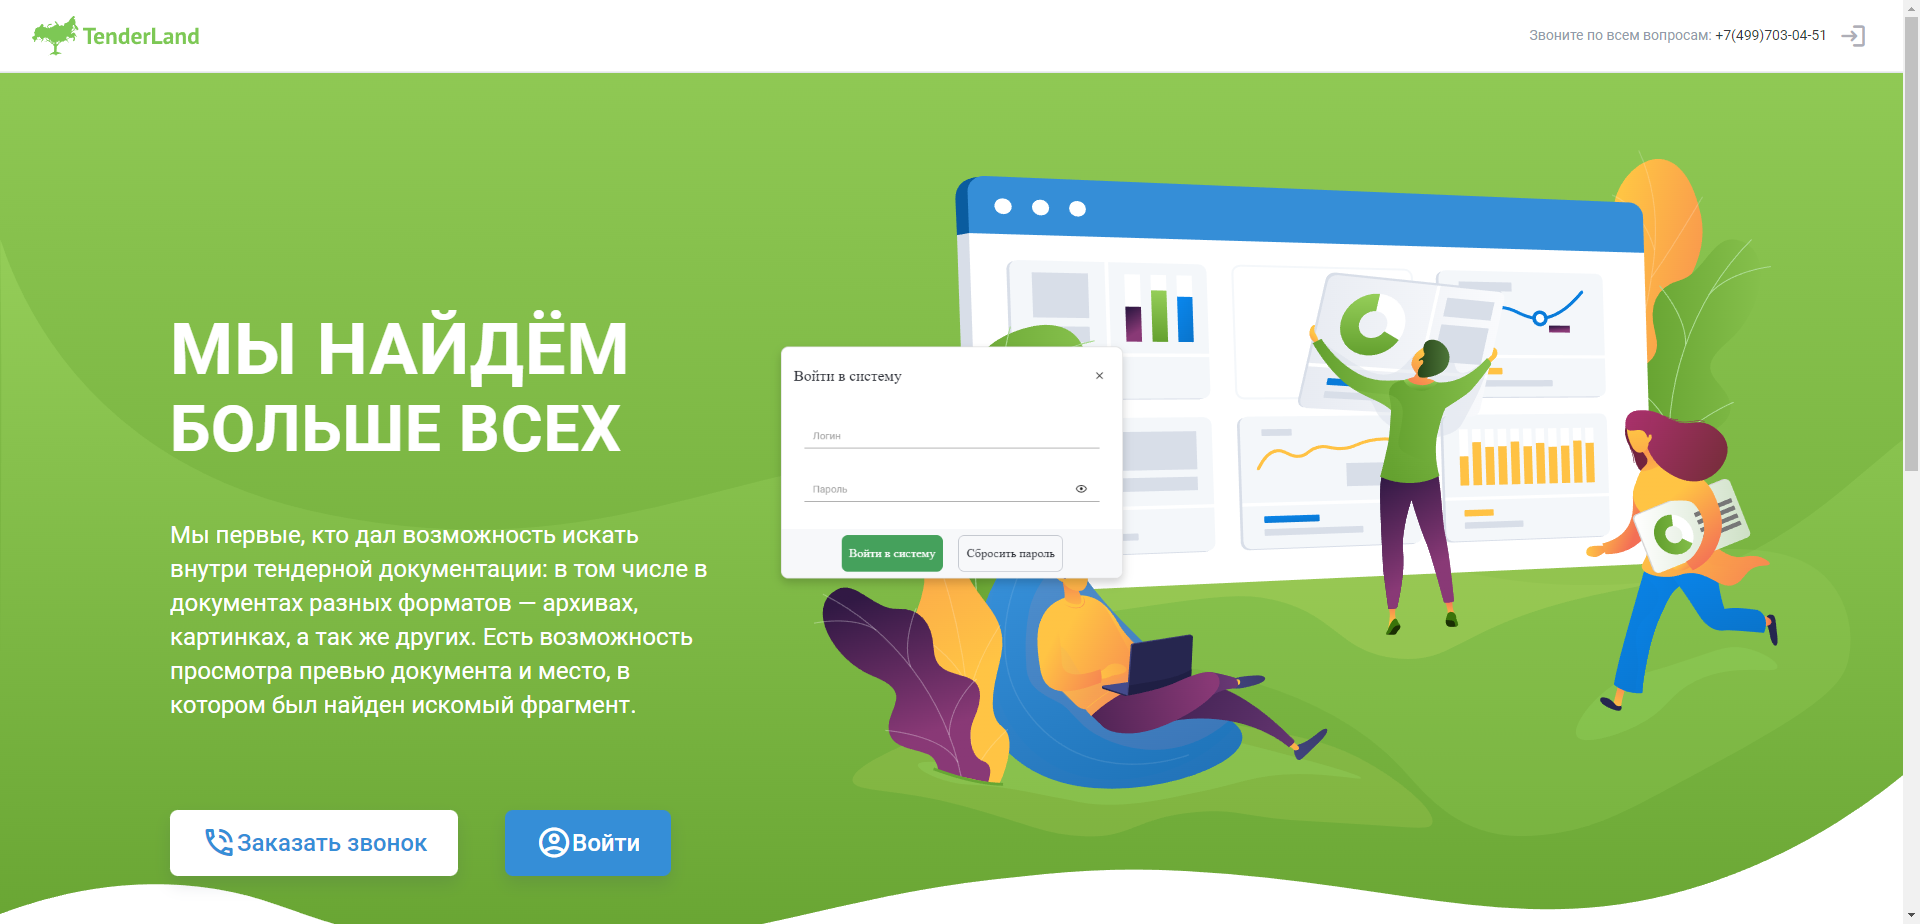 TenderLand
Звоните по всем вопросам: +7(499)703-04-51
МЫ НАЙДЁМ
БОЛЬШЕ ВСЕХ
Мы первые, кто дал возможность искать
внутри тендерной документации: в том числе в
документах разных форматов — архивах,
картинках, а так же других. Есть возможность
просмотра превью документа и место, в
котором был найден искомый фрагмент.
Заказать звонок
Войти
Войти в систему
×
Логин
Пароль
Войти в систему
Сбросить пароль